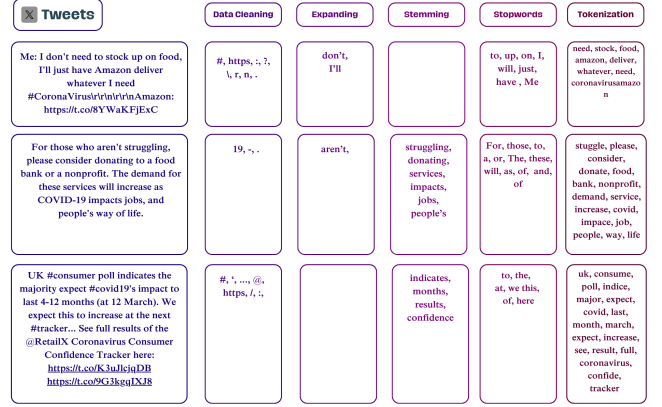 X Tweets
Data Cleaning
Expanding
Stemming
Stopwords
Tokenization
Me: I don't need to stock up on food,
I'll just have Amazon deliver
whatever I need
#CoronaVirus\r\r\n\r\r\nAmazon:
https://t.co/8YWaKFjExC
#, https, :, ?,
\, r, n, .
don't,
I'll
to, up, on, I,
will, just,
have , Me
need, stock, food,
amazon, deliver,
whatever, need,
coronavirusamazo
n
For those who aren't struggling,
please consider donating to a food
bank or a nonprofit. The demand for
these services will increase as
COVID-19 impacts jobs, and
people's way of life.
19, -, .
aren't,
struggling,
donating,
services,
impacts,
jobs,
people's
For, those, to,
a, or, The, these,
will, as, of, and,
of
stuggle, please,
consider,
donate, food,
bank, nonprofit,
demand, service,
increase, covid,
impace, job,
people, way, life
UK #consumer poll indicates the
majority expect #covid19's impact to
last 4-12 months (at 12 March). We
expect this to increase at the next
#tracker... See full results of the
@RetailX Coronavirus Consumer
Confidence Tracker here:
https://t.co/K3uJlcjqDB
https://t.co/9G3kgqIXJ8
#, ‘, ..., @,
https, /, :,
indicates,
months,
results,
confidence
to, the,
at, we this,
of, here
uk, consume,
poll, indice,
major, expect,
covid, last,
month, march,
expect, increase,
see, result, full,
coronavirus,
confide,
tracker